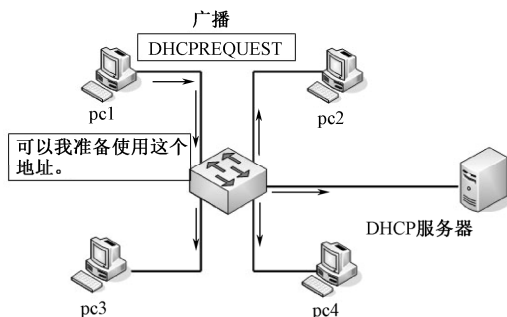 广播
DHCPREQUEST
pc1
pc2
可以我准备使用这个
地址。
DHCP服务器
pc3
pc4